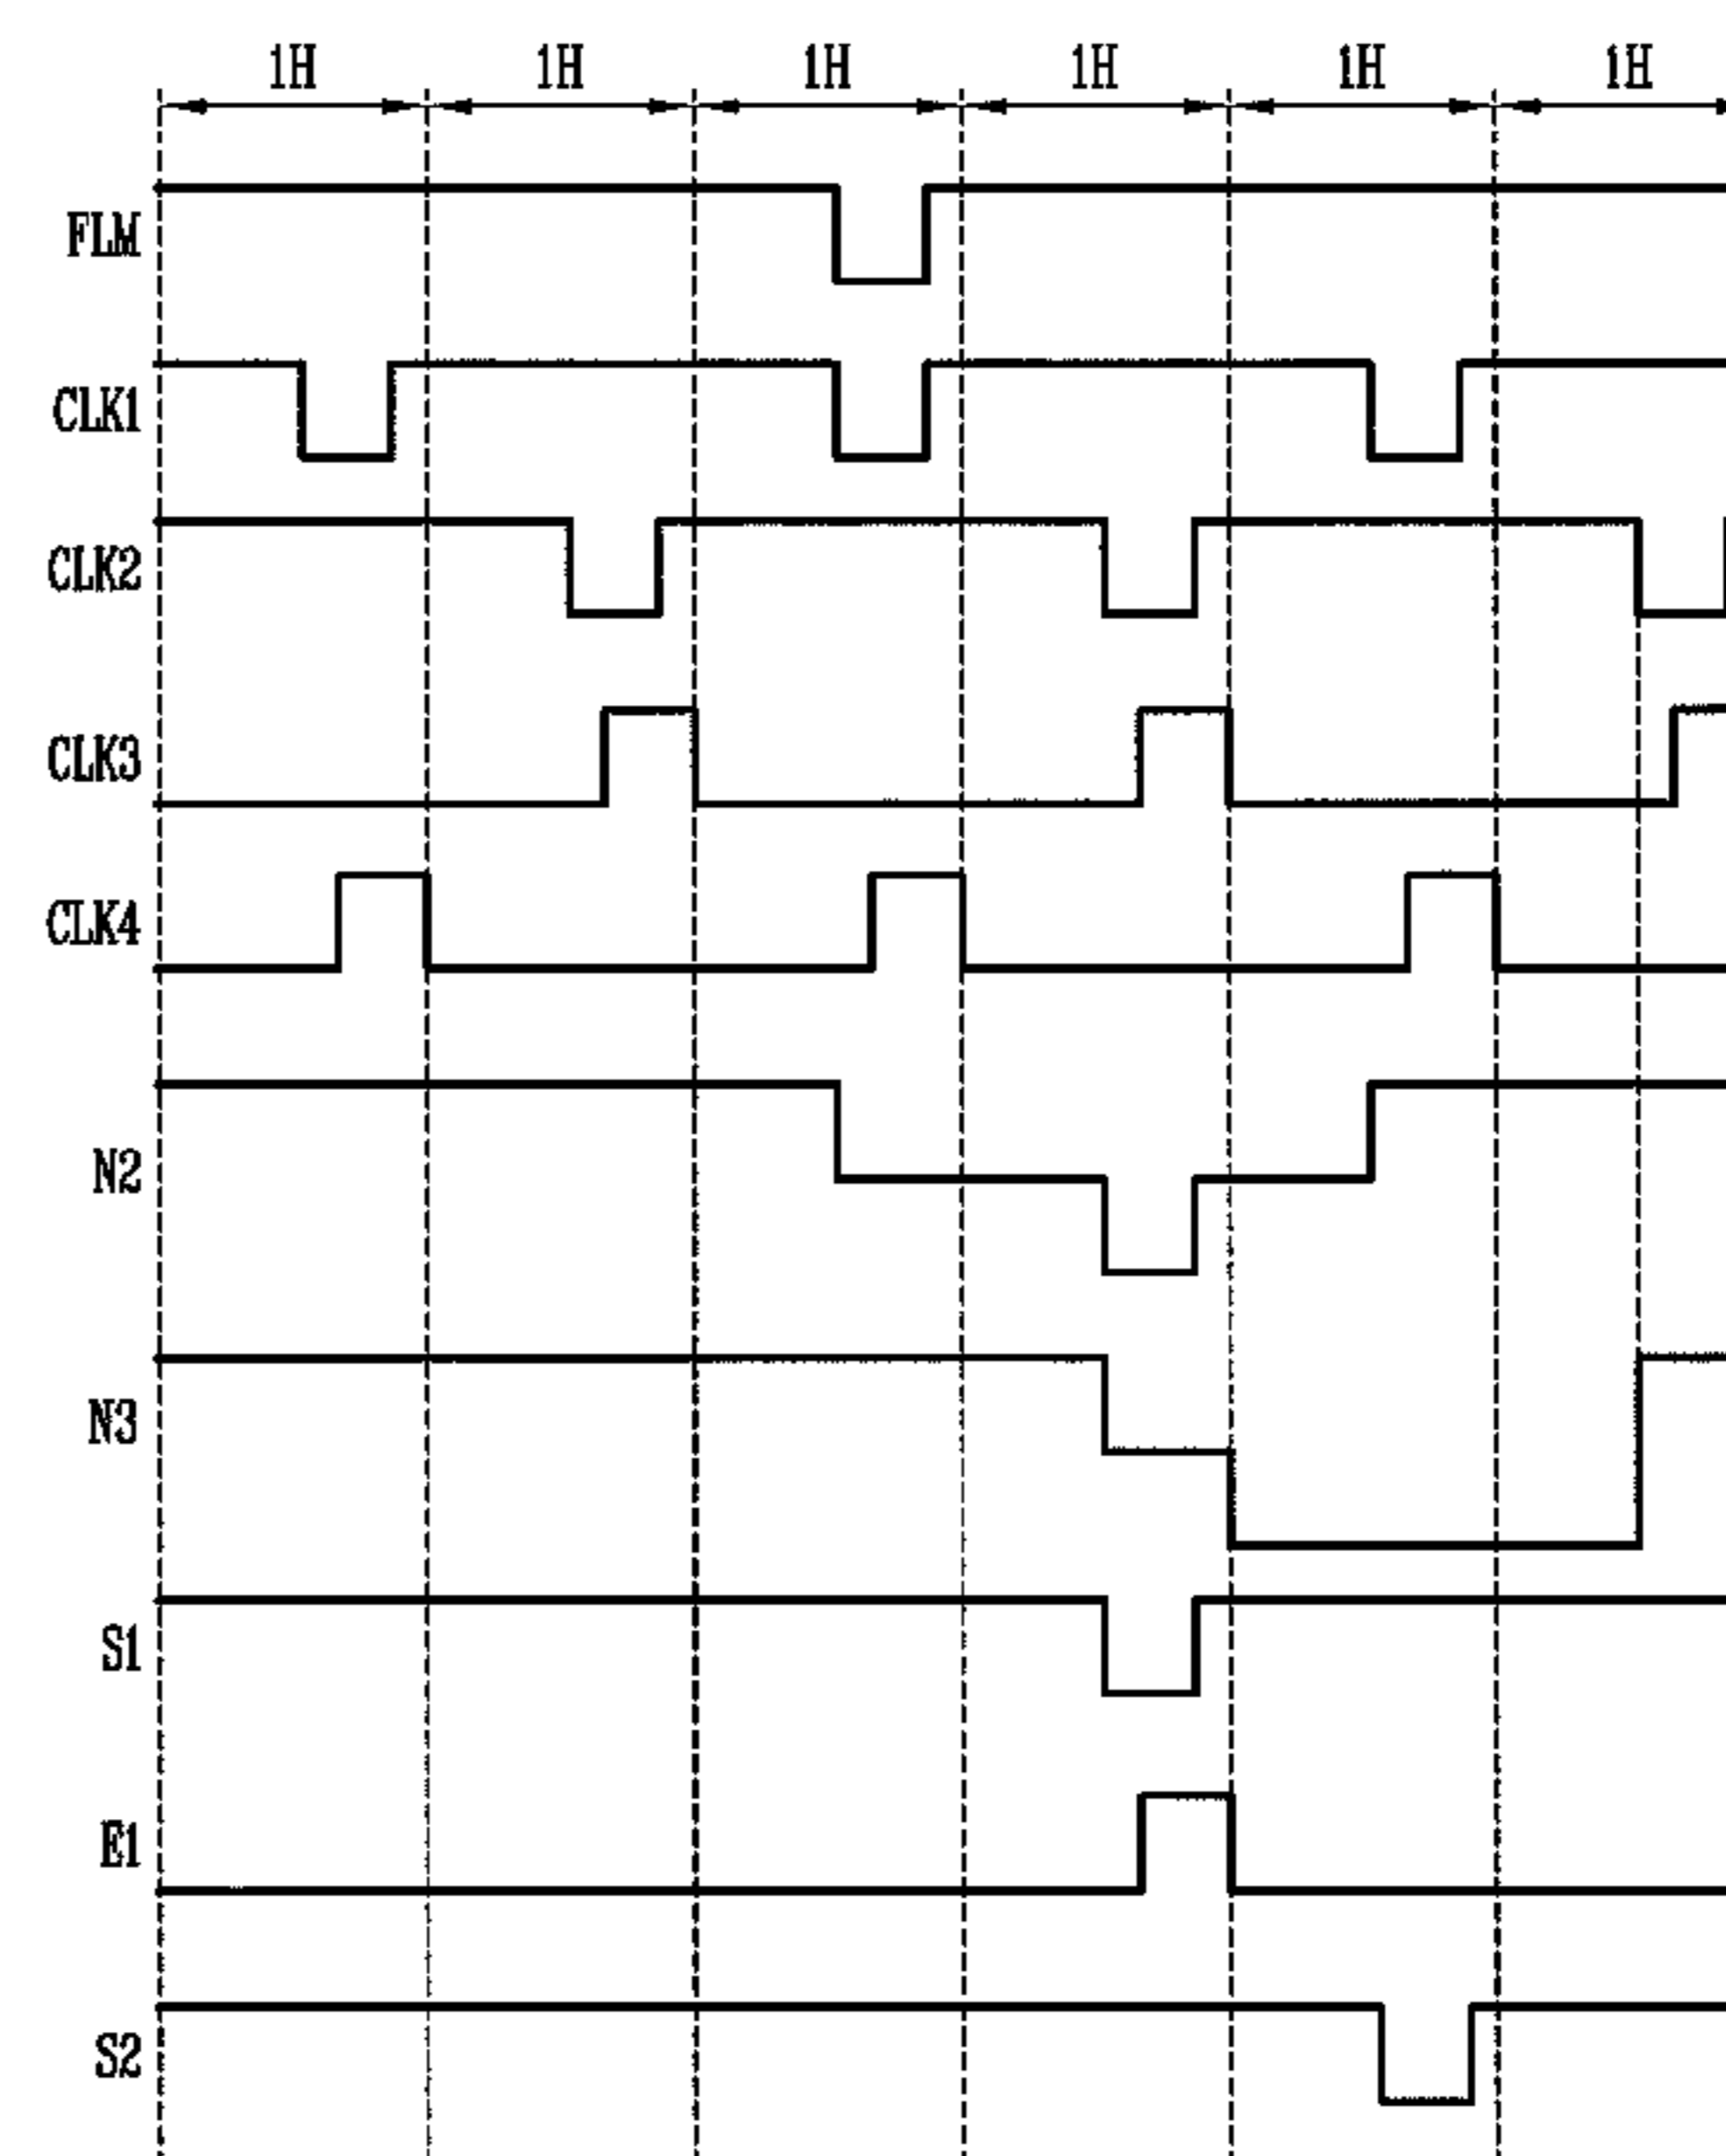 1H 1H 1H 1H 1H 1H
FLM
CLK1
CLK2
CLK3
CLK4
N2
N3
S1
E1
S2